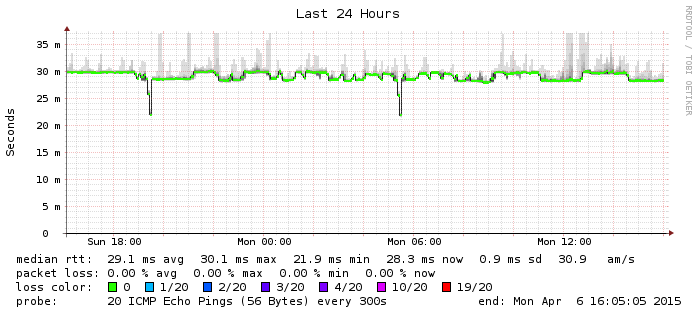 Last 24 Hours
RRDTOOL / TOBI OETIKER
Seconds
35 m
30 m
25 m
20 m
15 m
10 m
5 m
0
Sun 18:00 Mon 00:00 Mon 06:00 Mon 12:00
median rtt: 29.1 ms avg 30.1 ms max 21.9 ms min 28.3 ms now 0.9 ms sd 30.9 am/s
packet loss: 0.00 % avg 0.00 % max 0.00 % min 0.00 % now
loss color: 0 1/20 2/20 3/20 4/20 10/20 19/20
probe: 20 ICMP Echo Pings (56 Bytes) every 300s end: Mon Apr 6 16:05:05 2015